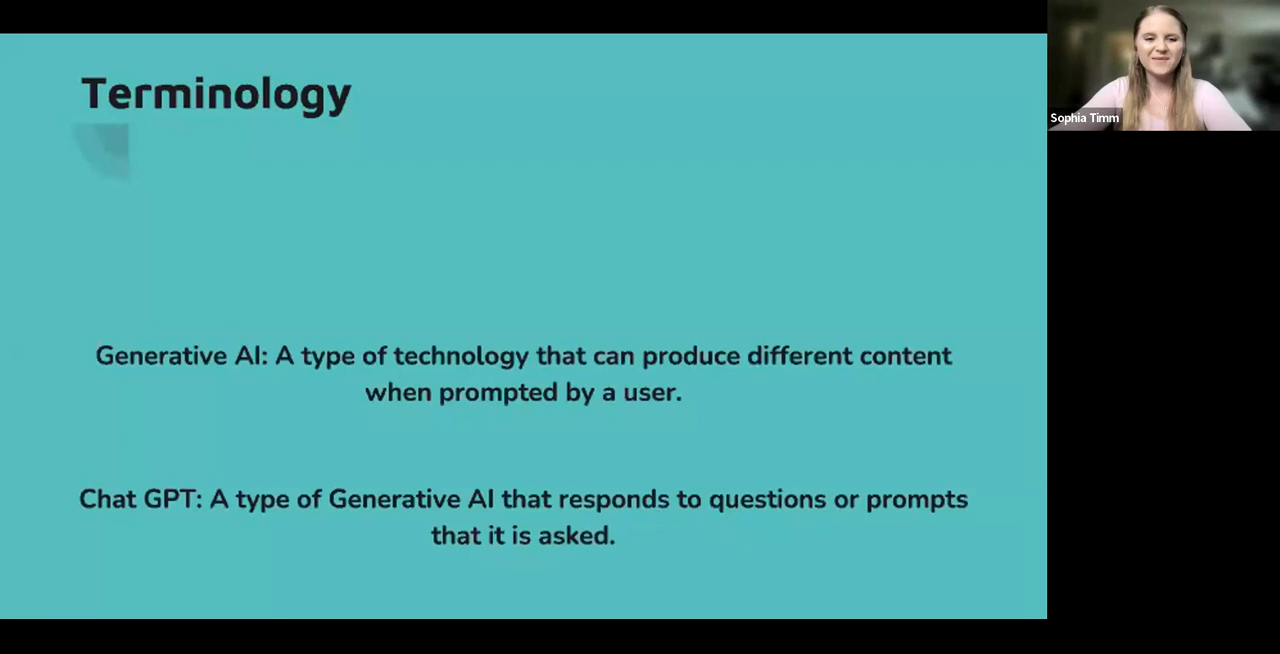 Terminology
Sophia Timm
Generative AI: A type of technology that can produce different content
when prompted by a user.
Chat GPT: A type of Generative AI that responds to questions or prompts
that it is asked.